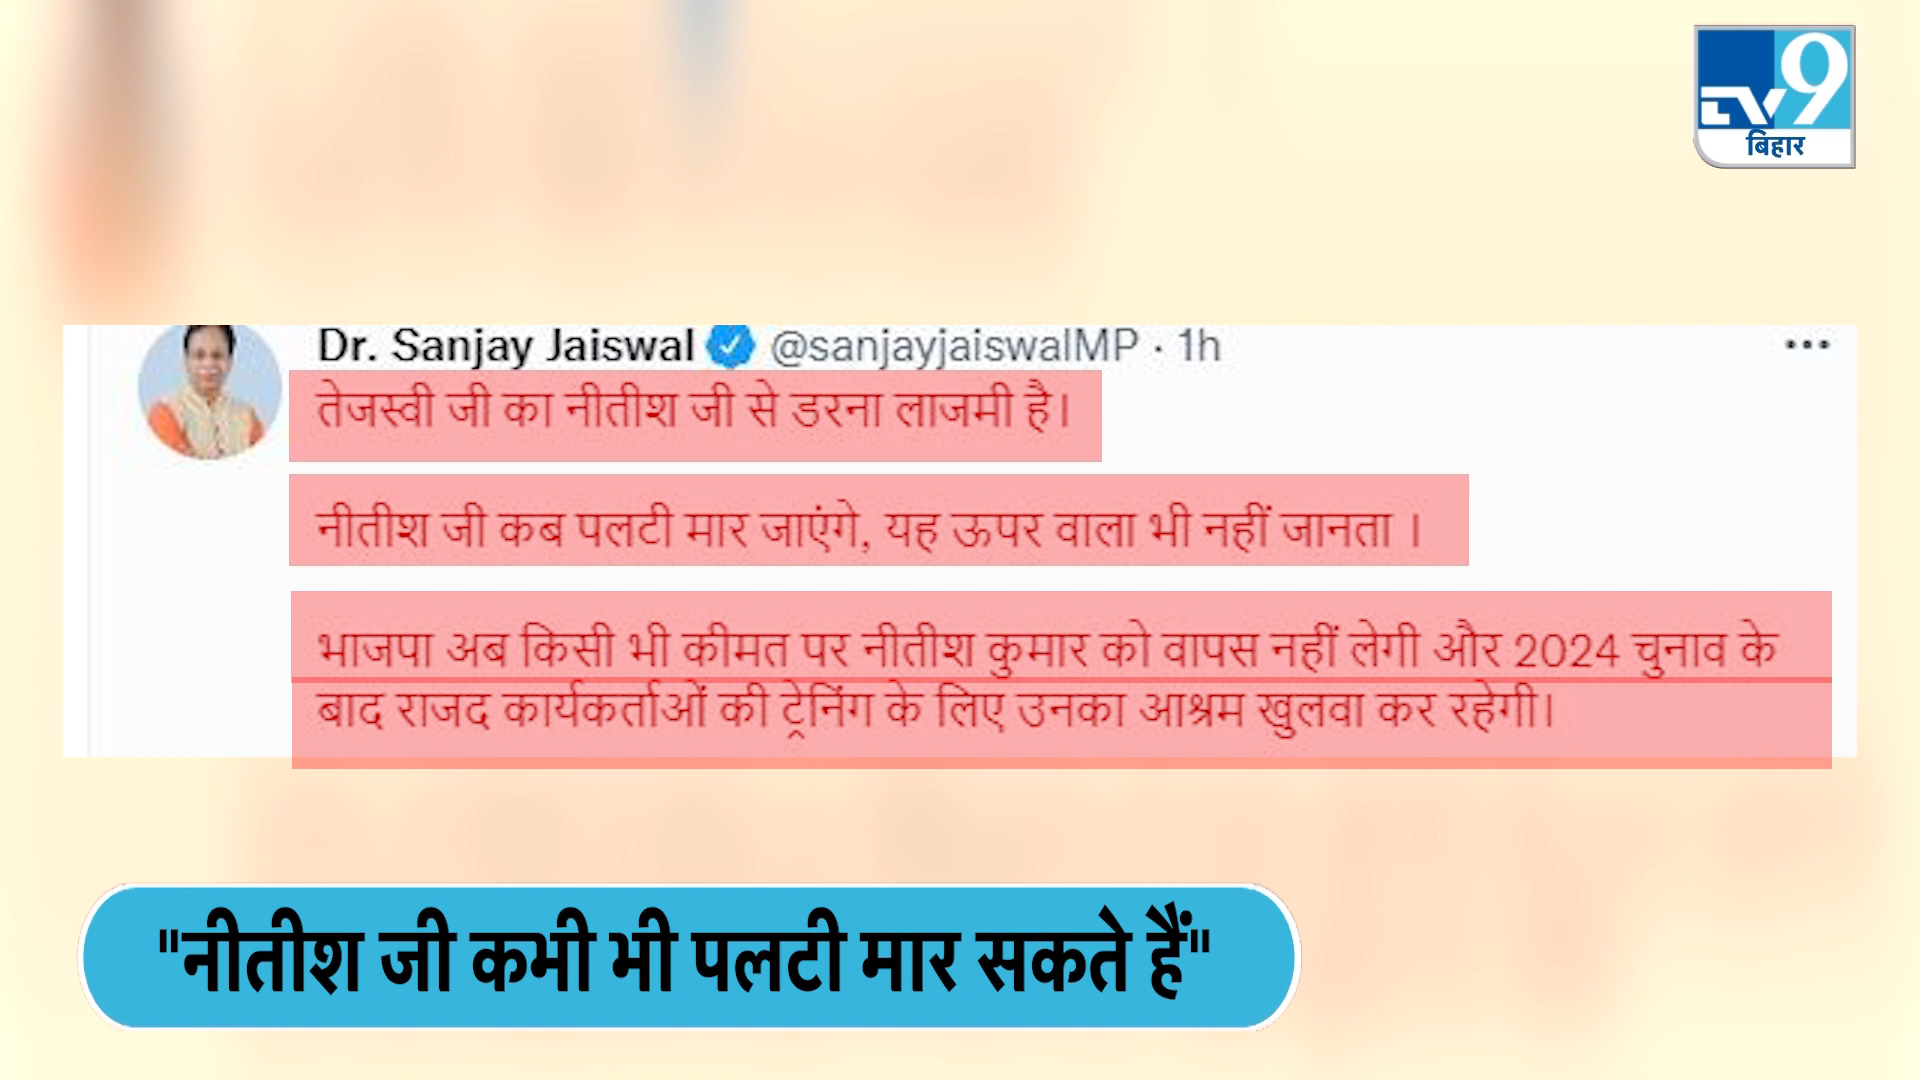 TV9
बिहार
Dr. Sanjay Jaiswal @sanjayjaiswalMP · 1h
तेजस्वी जी का नीतीश जी से डरना लाजमी है।
नीतीश जी कब पलटी मार जाएंगे, यह ऊपर वाला भी नहीं जानता ।
भाजपा अब किसी भी कीमत पर नीतीश कुमार को वापस नहीं लेगी और 2024 चुनाव के
बाद राजद कार्यकर्ताओं की ट्रेनिंग के लिए उनका आश्रम खुलवा कर रहेगी।
"नीतीश जी कभी भी पलटी मार सकते हैं"